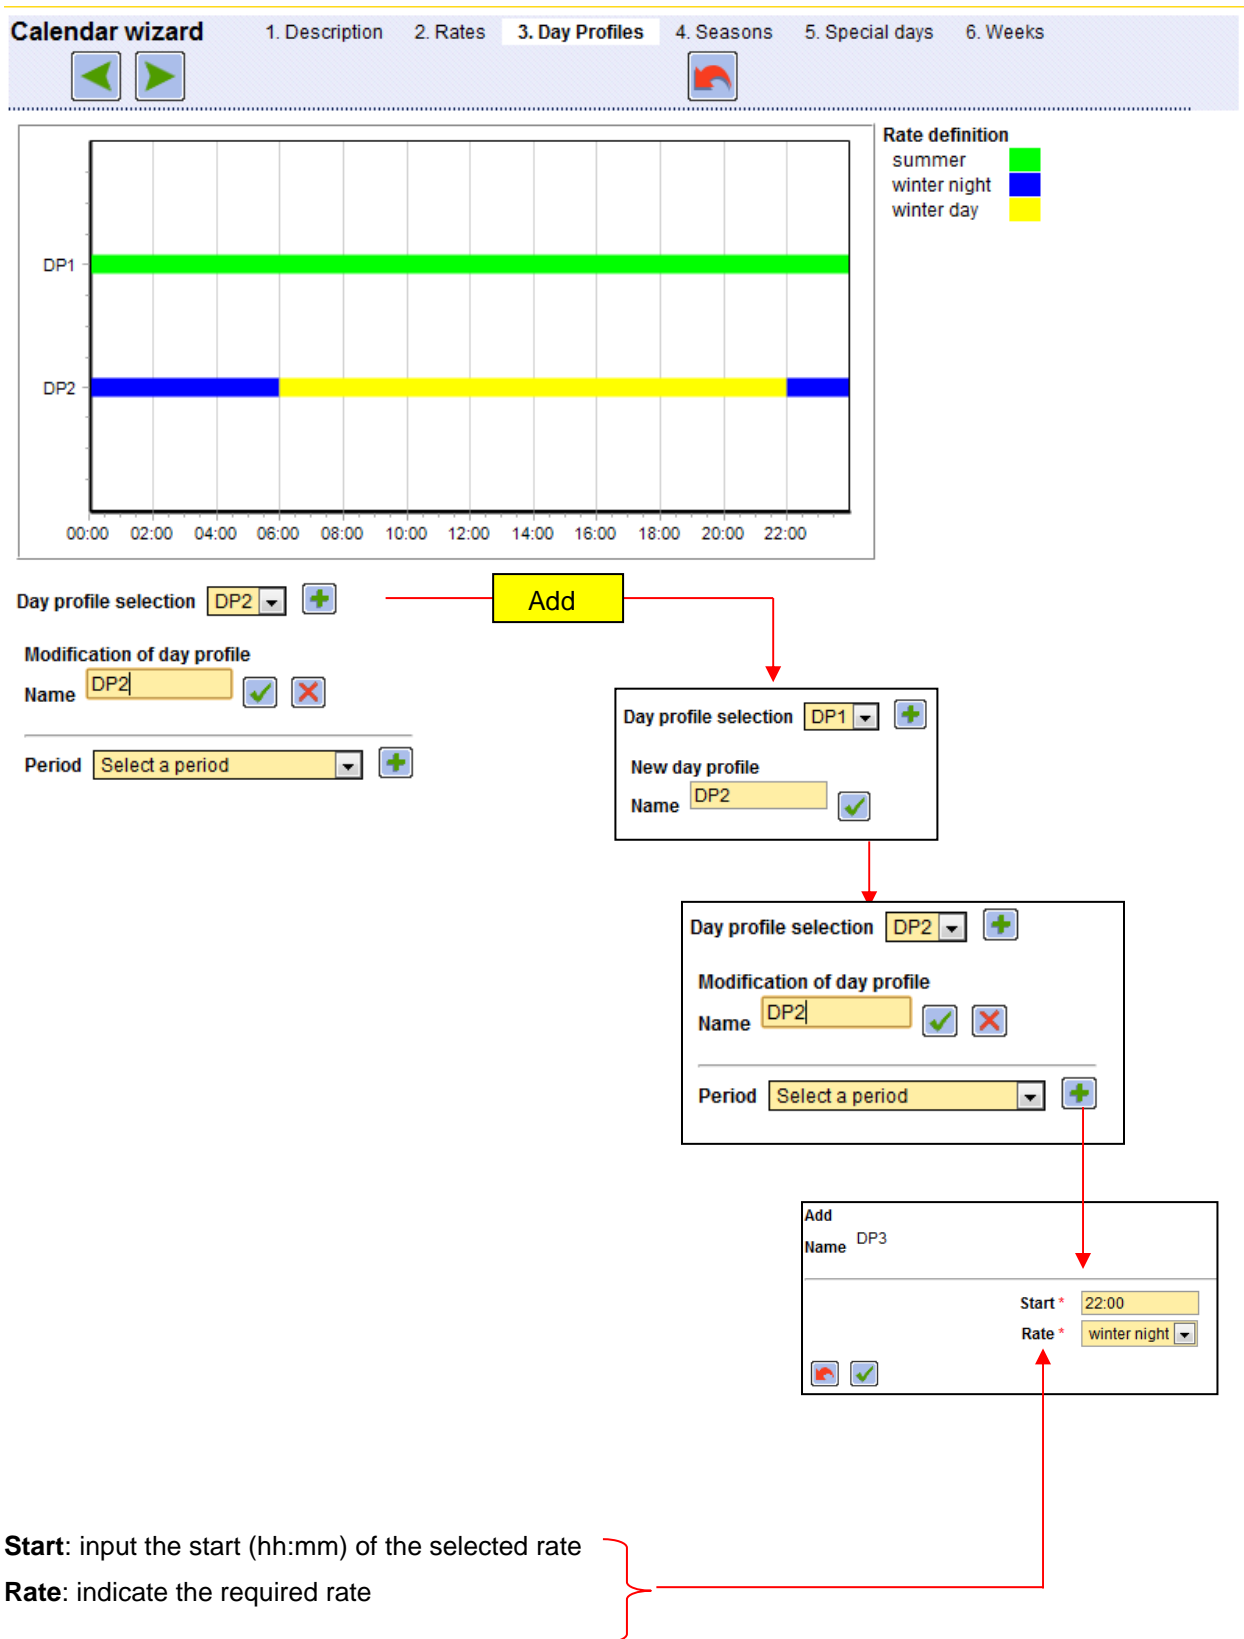 Calendar wizard 1. Description 2. Rates 3. Day Profiles 4. Seasons 5. Special days 6. Weeks
Rate definition
summer
winter night
winter day
DP1
DP2
00:00 02:00 04:00 06:00 08:00 10:00 12:00 14:00 16:00 18:00 20:00 22:00
Day profile selection DP2
Add
Modification of day profile
Name DP2
Period Select a period
Day profile selection DP1
New day profile
Name DP2
Day profile selection DP2
Modification of day profile
Name DP2
Period Select a period
Add
Name DP3
Start * 22:00
Rate * winter night
Start: input the start (hh:mm) of the selected rate
Rate: indicate the required rate